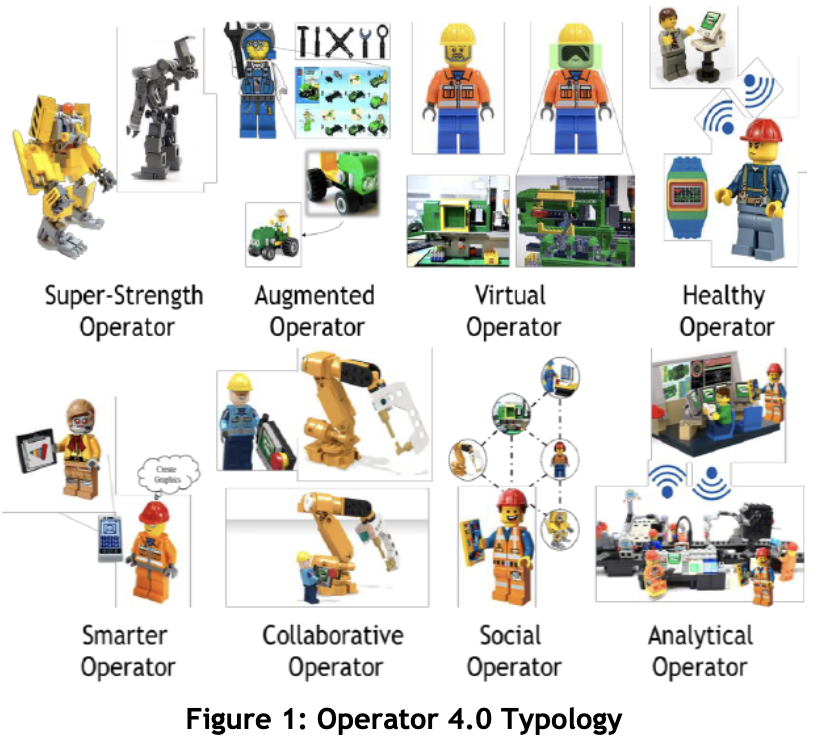 Super-Strength
Operator
Augmented
Operator
Virtual
Operator
Healthy
Operator
Create
Graphics
Smarter
Operator
Collaborative
Operator
Social
Operator
Analytical
Operator
Figure 1: Operator 4.0 Typology